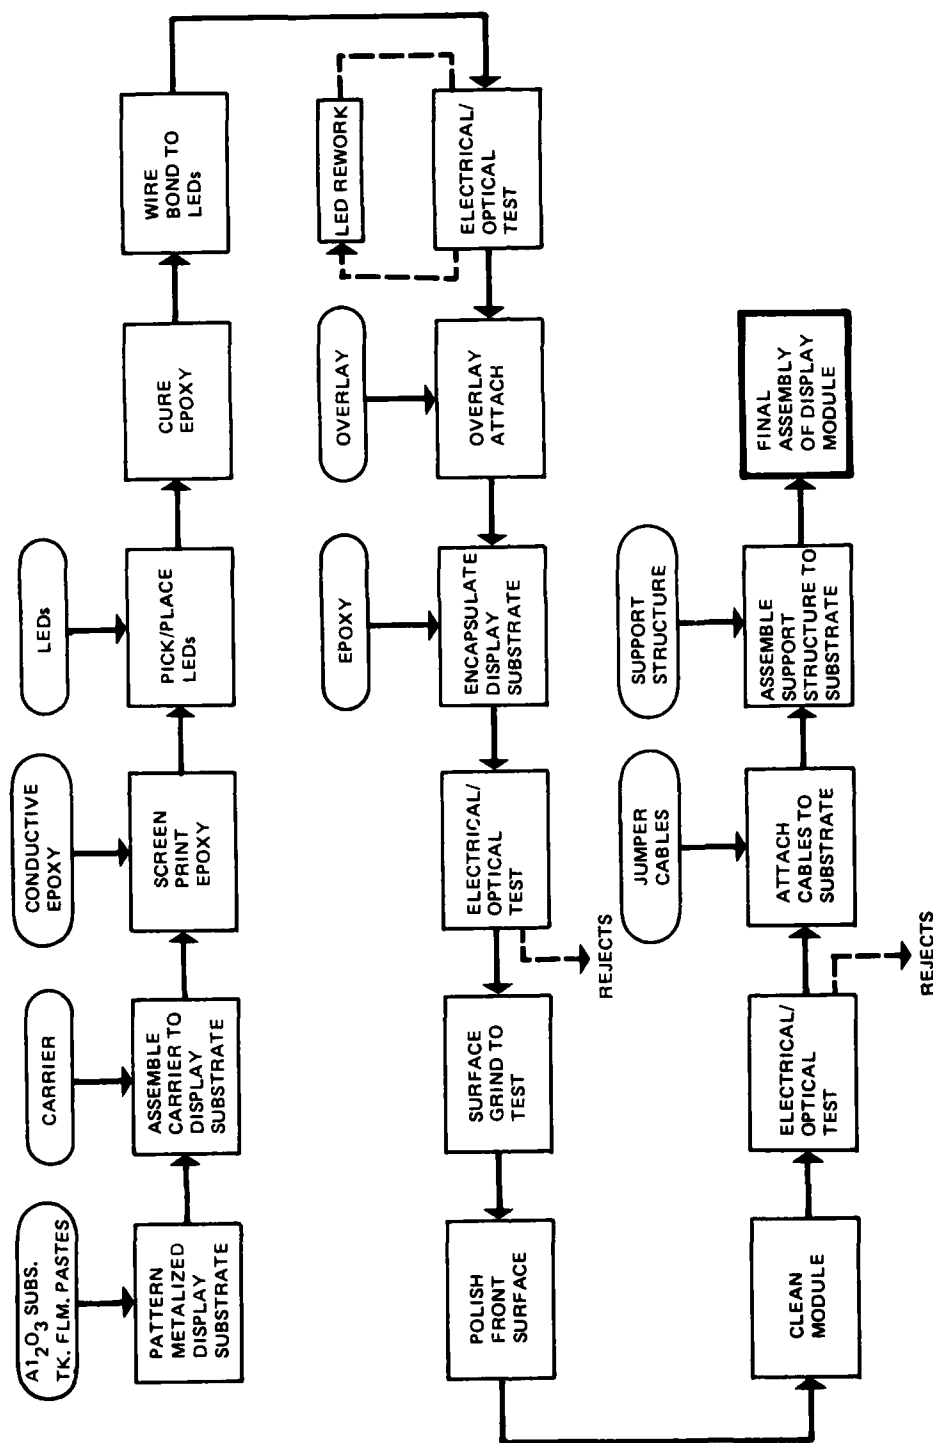 Al2O3 SUBS.
TK. FLM. PASTES
PATTERN
METALIZED
DISPLAY
SUBSTRATE
CARRIER
ASSEMBLE
CARRIER TO
DISPLAY
SUBSTRATE
CONDUCTIVE
EPOXY
SCREEN
PRINT
EPOXY
LEDs
PICK/PLACE
LEDs
CURE
EPOXY
WIRE
BOND TO
LEDs
LED REWORK
ELECTRICAL/
OPTICAL
TEST
OVERLAY
OVERLAY
ATTACH
EPOXY
ENCAPSULATE
DISPLAY
SUBSTRATE
ELECTRICAL/
OPTICAL
TEST
REJECTS
SURFACE
GRIND TO
TEST
POLISH
FRONT
SURFACE
CLEAN
MODULE
ELECTRICAL/
OPTICAL
TEST
REJECTS
JUMPER
CABLES
ATTACH
CABLES TO
SUBSTRATE
SUPPORT
STRUCTURE
ASSEMBLE
SUPPORT
STRUCTURE TO
SUBSTRATE
FINAL
ASSEMBLY
OF DISPLAY
MODULE